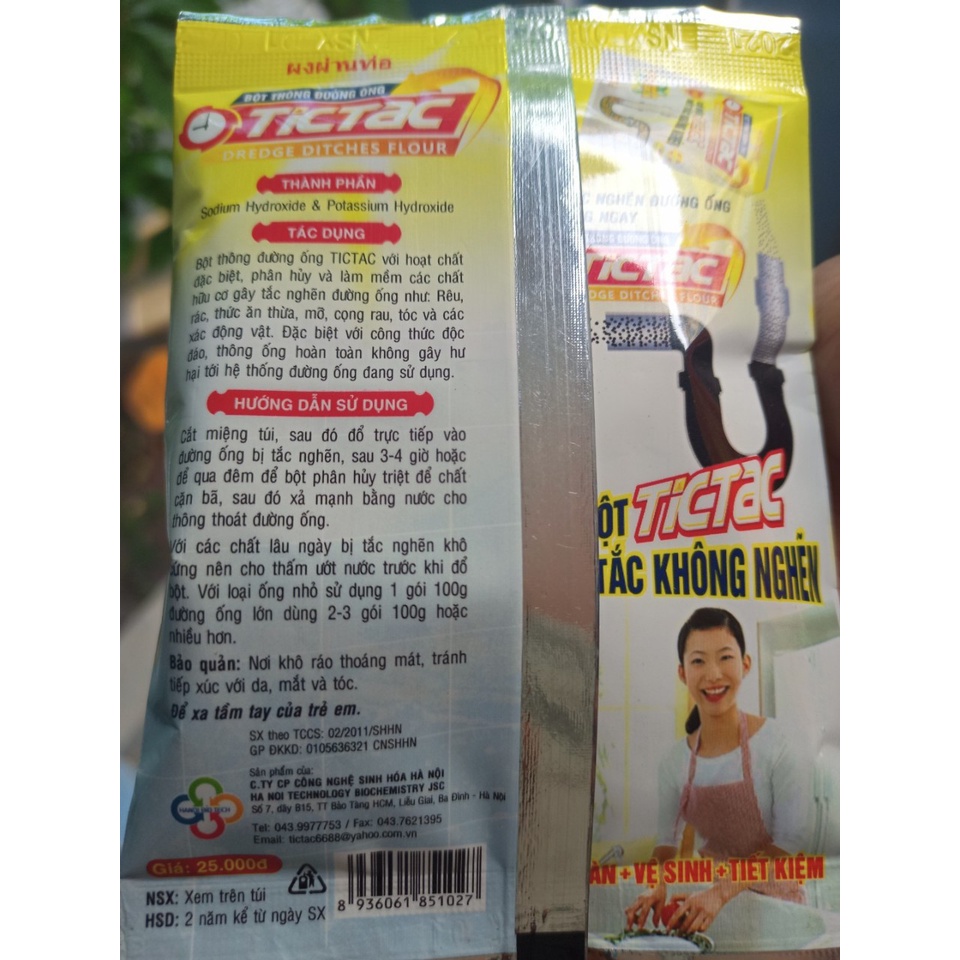 ผงผ่านท่อ
BỘT THÔNG ĐƯỜNG ỐNG
TICTAC
DREDGE DITCHES FLOUR
THÀNH PHẦN
Sodium Hydroxide & Potassium Hydroxide
TÁC DỤNG
Bột thông đường ống TICTAC với hoạt chất
đặc biệt, phân hủy và làm mềm các chất
hữu cơ gây tắc nghẽn đường ống như: Rêu,
rác, thức ăn thừa, mỡ, cọng rau, tóc và các
xác động vật. Đặc biệt với công thức độc
đáo, thông ống hoàn toàn không gây hư
hại tới hệ thống đường ống đang sử dụng.
HƯỚNG DẪN SỬ DỤNG
Cắt miệng túi, sau đó đổ trực tiếp vào
đường ống bị tắc nghẽn, sau 3-4 giờ hoặc
để qua đêm để bột phân hủy triệt để chất
cặn bã, sau đó xả mạnh bằng nước cho
thông thoát đường ống.
Với các chất lâu ngày bị tắc nghẽn khô
cứng nên cho thấm ướt nước trước khi đổ
bột. Với loại ống nhỏ sử dụng 1 gói 100g
đường ống lớn dùng 2-3 gói 100g hoặc
nhiều hơn.
Bảo quản: Nơi khô ráo thoáng mát, tránh
tiếp xúc với da, mắt và tóc.
Để xa tầm tay của trẻ em.
SX theo TCCS: 02/2011/SHHN
GP ĐKKD: 0105636321 CNSHHN
Sản phẩm của:
C.TY CP CÔNG NGHỆ SINH HÓA HÀ NỘI
HA NOI TECHNOLOGY BIOCHEMISTRY JSC
Số 7, dãy B15, TT Bảo Tàng HCM, Liễu Giai, Ba Đình - Hà Nội
Tel: 043.9977753 / Fax: 043.7621395
Email: tictac6688@yahoo.com.vn
Giá: 25.000đ
NSX: Xem trên túi
HSD: 2 năm kể từ ngày SX
8 936061 851027
NGHẼN ĐƯỜNG ỐNG
NGAY
TICTAC
DGE DITCHES FLOUR
ỘT TICTAC
TẮC KHÔNG NGHẼN
ÀN + VỆ SINH + TIẾT KIỆM